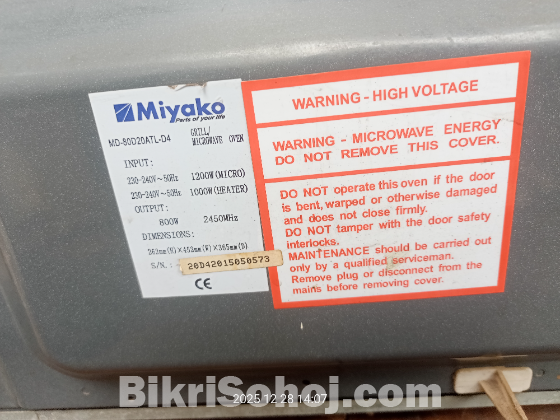 Miyako
Parts of your life
MD-80D20ATL-D4
GRILL/
MICROWAVE OVEN
INPUT:
230-240V~50Hz 1200W(MICRO)
230-240V~50Hz 1000W(HEATER)
OUTPUT:
800W 2450MHz
DIMENSIONS:
262mm(H)×452mm(W)×365mm(D)
S/N.: 20D42015050573
CE
WARNING - HIGH VOLTAGE
WARNING - MICROWAVE ENERGY
DO NOT REMOVE THIS COVER.
DO NOT operate this oven if the door
is bent, warped or otherwise damaged
and does not close firmly.
DO NOT tamper with the door safety
interlocks.
MAINTENANCE should be carried out
only by a qualified serviceman.
Remove plug or disconnect from the
mains before removing cover.
BikriSohoj.com
2025 12 28 14:07